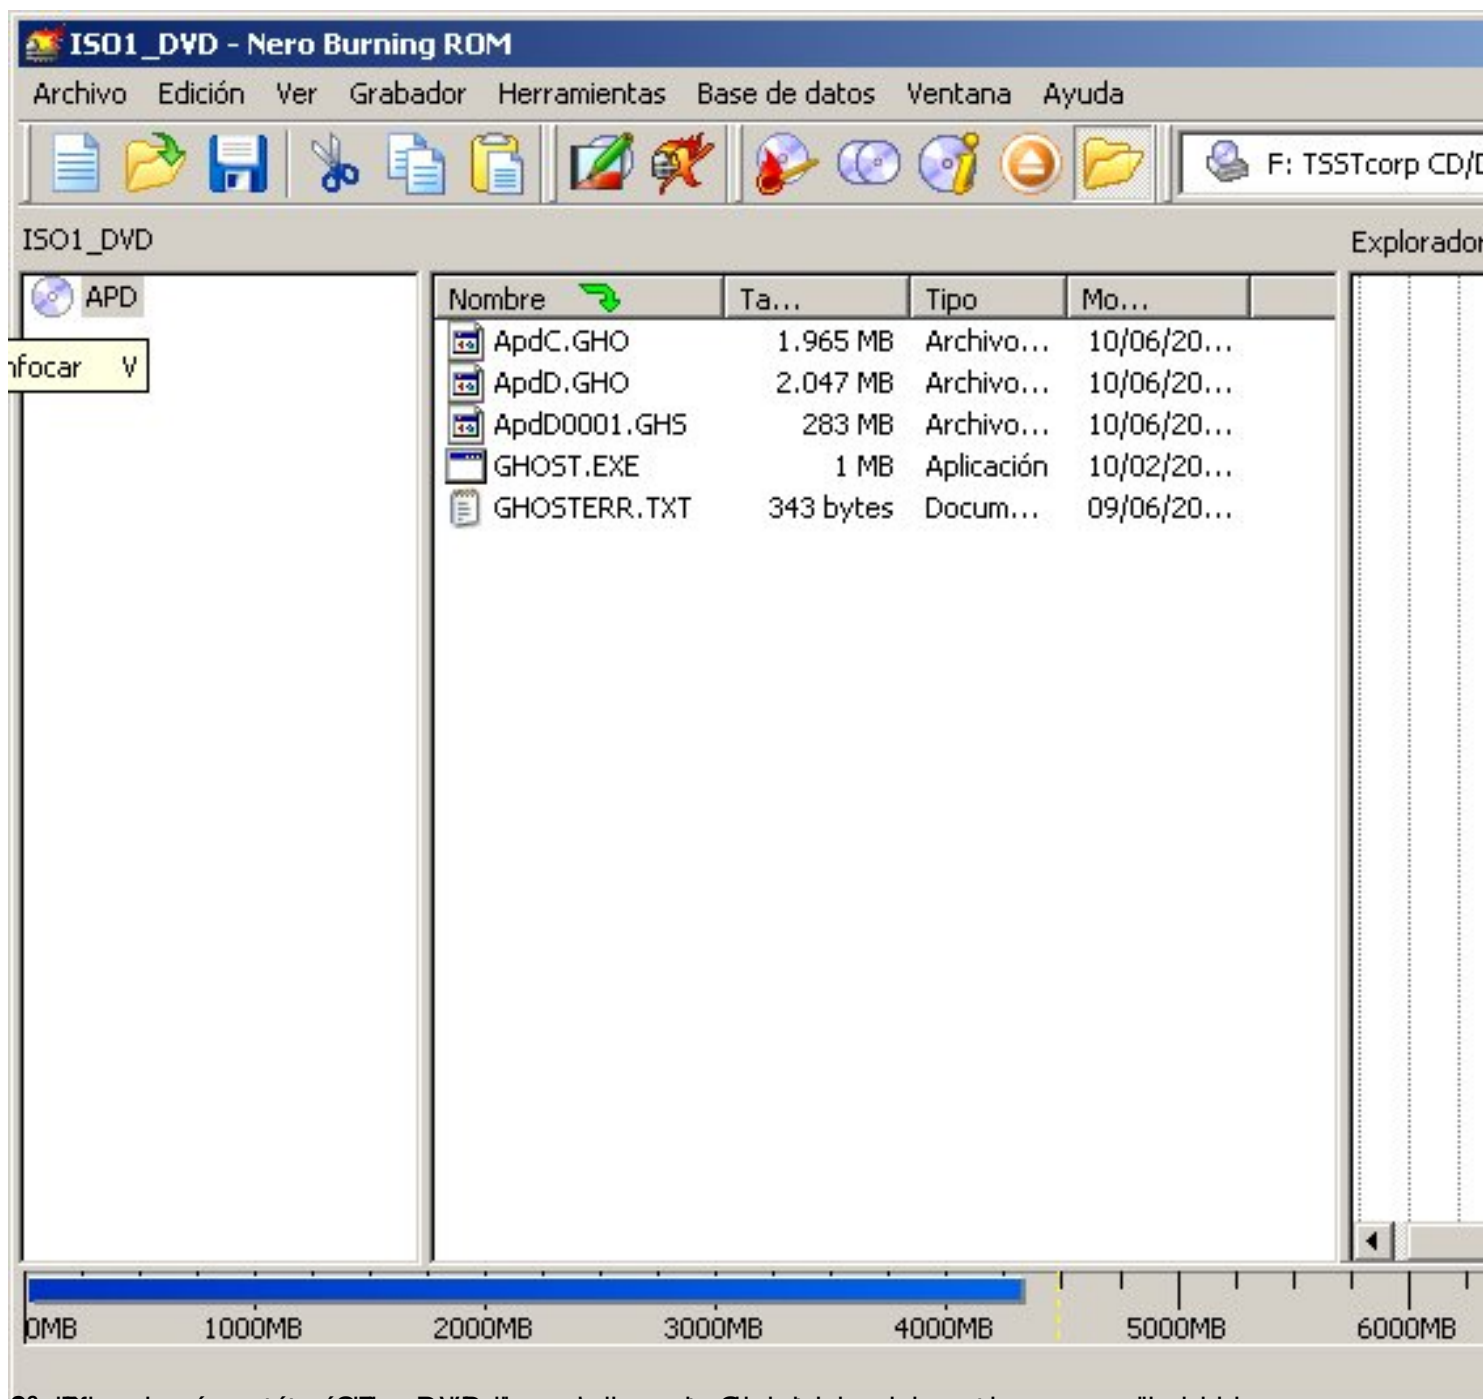 ISO1_DVD - Nero Burning ROM
Archivo Edición Ver Grabador Herramientas Base de datos Ventana Ayuda
F: TSSTcorp CD/D
ISO1_DVD
Explorador
APD
nfocar V
Nombre Ta... Tipo Mo...
ApdC.GHO 1.965 MB Archivo... 10/06/20...
ApdD.GHO 2.047 MB Archivo... 10/06/20...
ApdD0001.GHS 283 MB Archivo... 10/06/20...
GHOST.EXE 1 MB Aplicación 10/02/20...
GHOSTERR.TXT 343 bytes Docum... 09/06/20...
0MB 1000MB 2000MB 3000MB 4000MB 5000MB 6000MB